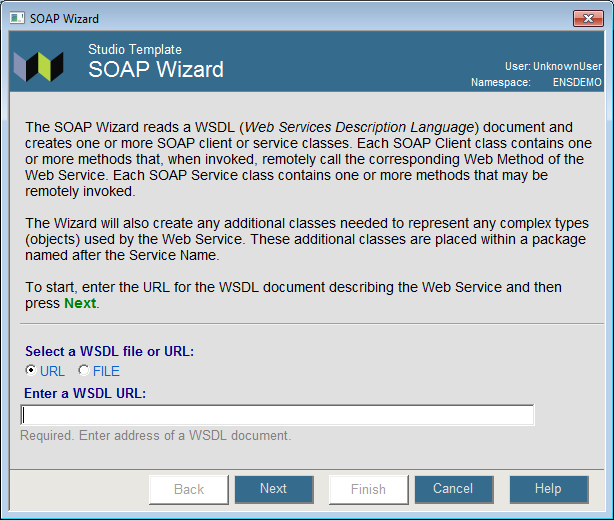 SOAP Wizard
Studio Template
SOAP Wizard
User: UnknownUser
Namespace: ENSDEMO
The SOAP Wizard reads a WSDL (Web Services Description Language) document and
creates one or more SOAP client or service classes. Each SOAP Client class contains one
or more methods that, when invoked, remotely call the corresponding Web Method of the
Web Service. Each SOAP Service class contains one or more methods that may be
remotely invoked.
The Wizard will also create any additional classes needed to represent any complex types
(objects) used by the Web Service. These additional classes are placed within a package
named after the Service Name.
To start, enter the URL for the WSDL document describing the Web Service and then
press Next.
Select a WSDL file or URL:
URL FILE
Enter a WSDL URL:
Required. Enter address of a WSDL document.
Back Next Finish Cancel Help